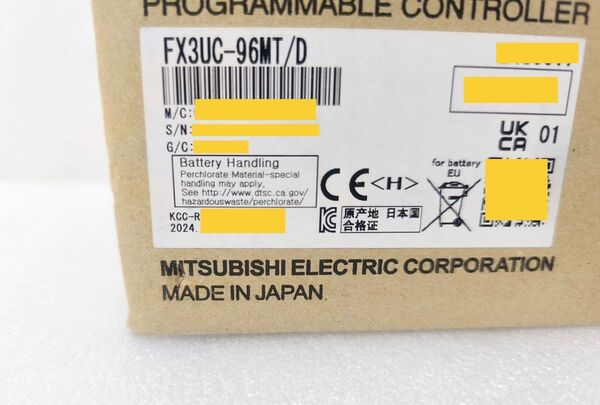 PROGRAMMABLE CONTROLLER
FX3UC-96MT/D
M/C:
S/N:
G/C:
UK
CA 01
Battery Handling
Perchlorate Material-special
handling may apply,
See http://www.dtsc.ca.gov/
hazardouswaste/perchlorate/
CE <H>
for battery
EU
KCC-R
2024.
原产地 日本国
合格证
MITSUBISHI ELECTRIC CORPORATION
MADE IN JAPAN